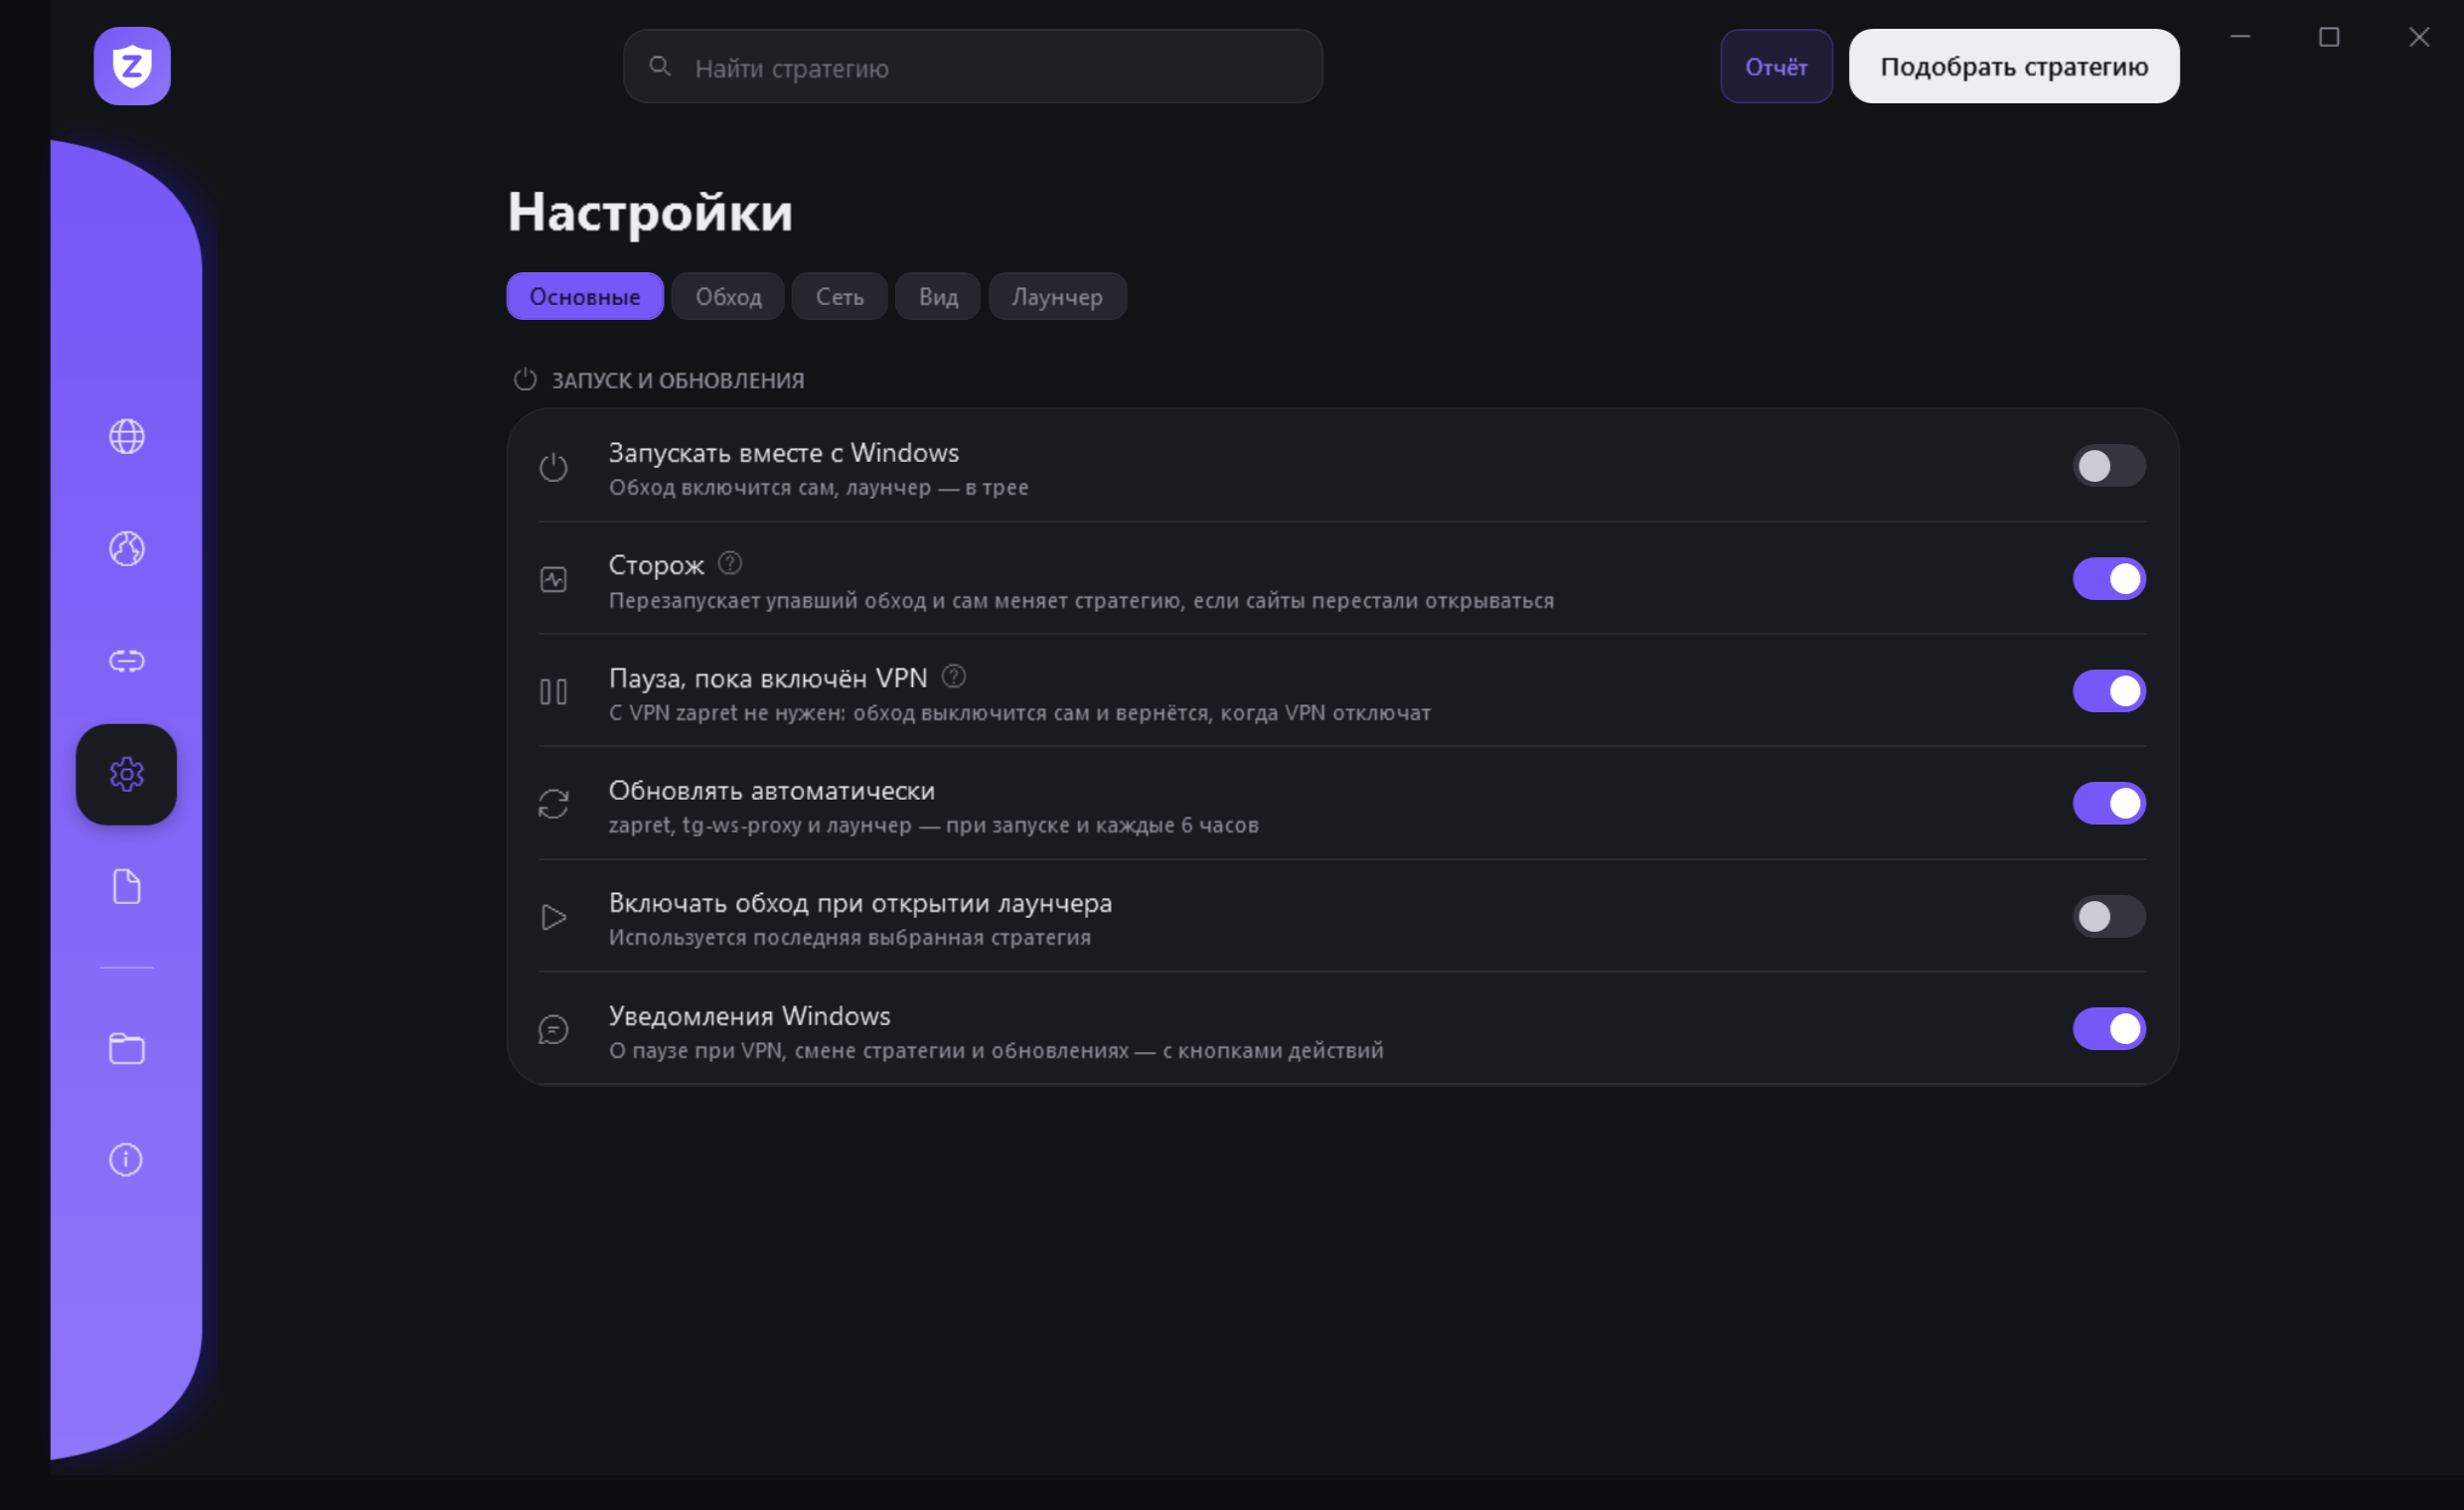 Z
Найти стратегию
Отчёт
Подобрать стратегию
Настройки
Основные
Обход
Сеть
Вид
Лаунчер
ЗАПУСК И ОБНОВЛЕНИЯ
Запускать вместе с Windows
Обход включится сам, лаунчер — в трее
Сторож
Перезапускает упавший обход и сам меняет стратегию, если сайты перестали открываться
Пауза, пока включён VPN
С VPN zapret не нужен: обход выключится сам и вернётся, когда VPN отключат
Обновлять автоматически
zapret, tg-ws-proxy и лаунчер — при запуске и каждые 6 часов
Включать обход при открытии лаунчера
Используется последняя выбранная стратегия
Уведомления Windows
О паузе при VPN, смене стратегии и обновлениях — с кнопками действий